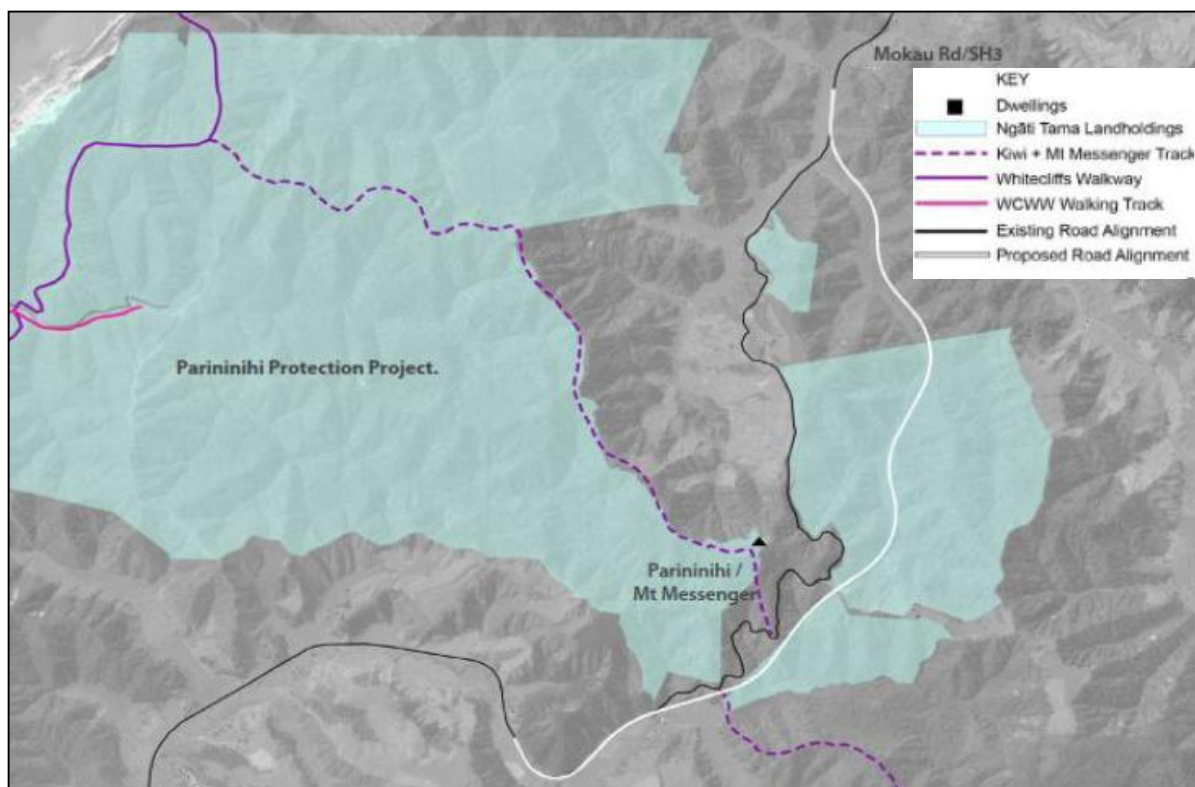 Mokau Rd/SH3
KEY
Dwellings
Ngāti Tama Landholdings
Kiwi + Mt Messenger Track
Whitecliffs Walkway
WCWW Walking Track
Existing Road Alignment
Proposed Road Alignment
Parininihi Protection Project.
Parininihi /
Mt Messenger